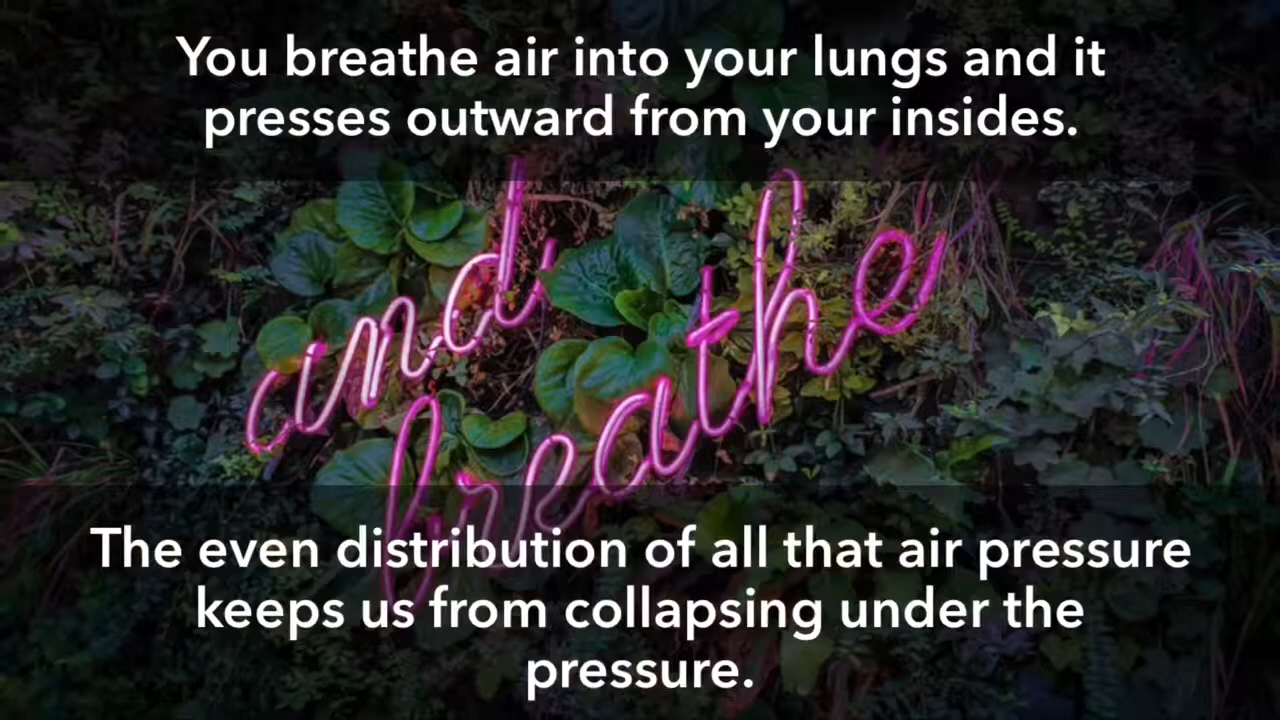 You breathe air into your lungs and it
presses outward from your insides.
and
breathe
The even distribution of all that air pressure
keeps us from collapsing under the
pressure.